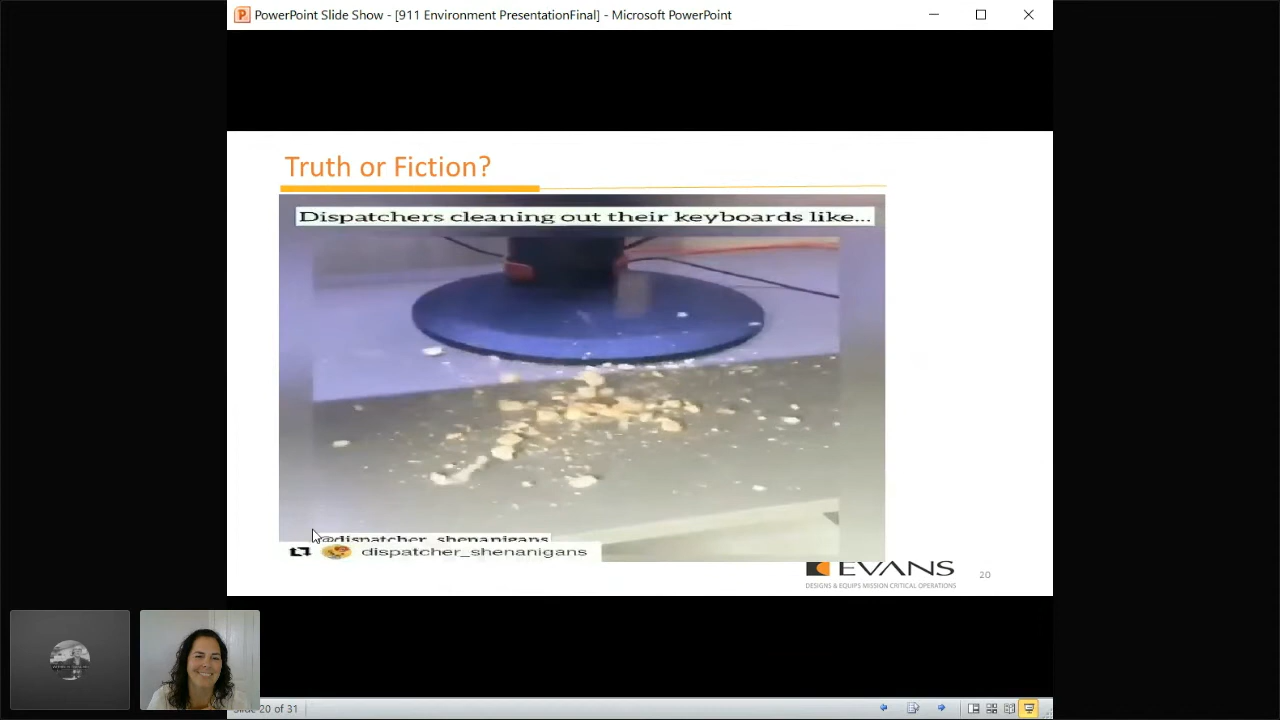 PowerPoint Slide Show - [911 Environment PresentationFinal] - Microsoft PowerPoint
Truth or Fiction?
Dispatchers cleaning out their keyboards like...
@dispatcher_shenanigans
dispatcher_shenanigans
EVANS
DESIGNS & EQUIPS MISSION CRITICAL OPERATIONS
20
Slide 20 of 31